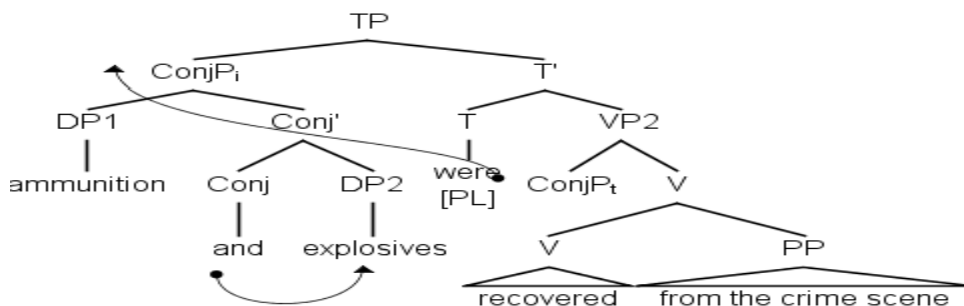 TP
ConjPᵢ T'
DP1 Conj' T VP2
ammunition Conj DP2 were ConjPₜ V
[PL]
and explosives V PP
recovered from the crime scene